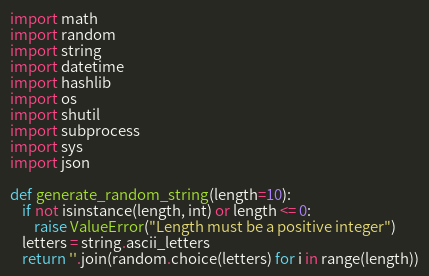 import math
import random
import string
import datetime
import hashlib
import os
import shutil
import subprocess
import sys
import json

def generate_random_string(length=10):
    if not isinstance(length, int) or length <= 0:
        raise ValueError("Length must be a positive integer")
    letters = string.ascii_letters
    return ''.join(random.choice(letters) for i in range(length))